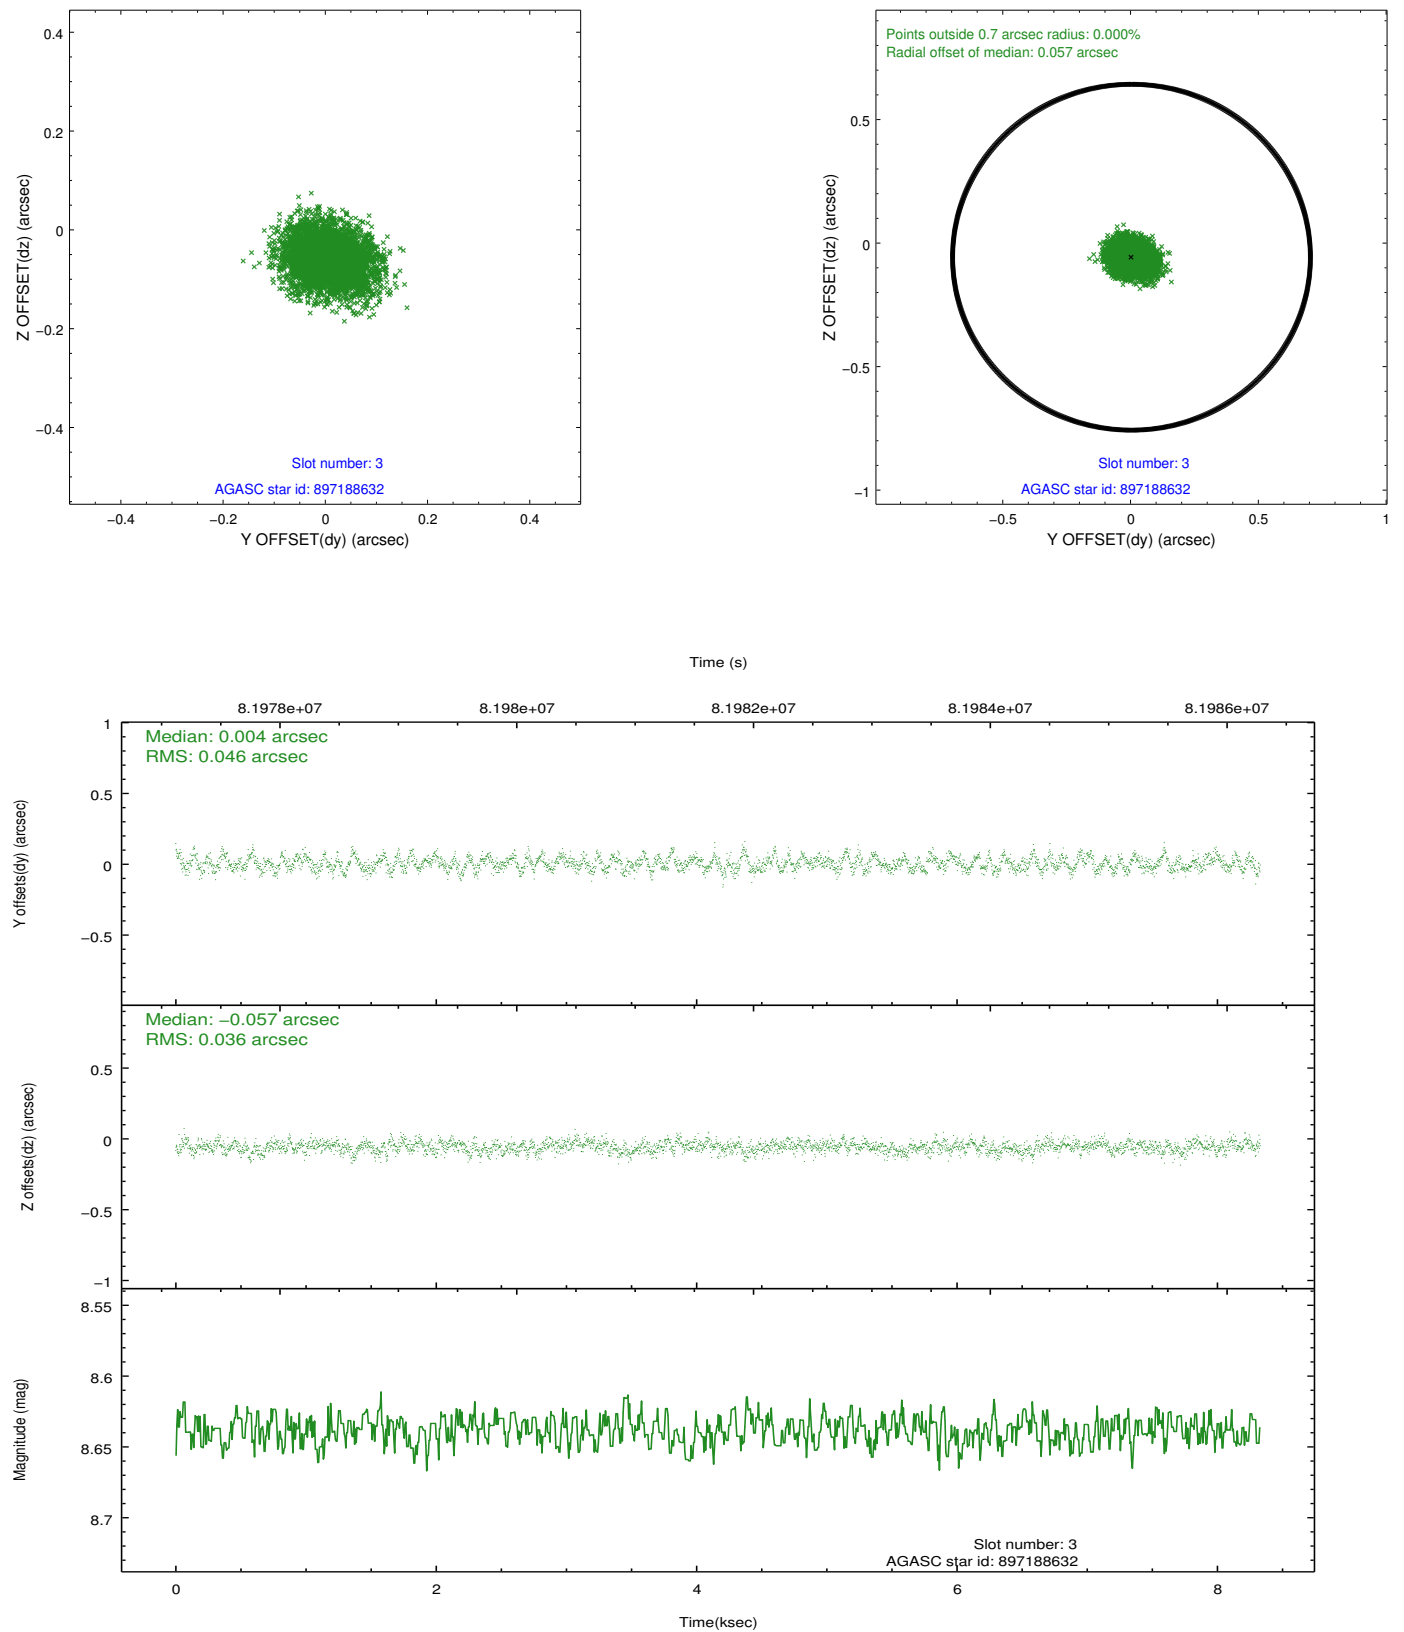 0.4
0.2
0
−0.2
−0.4
Z OFFSET(dz) (arcsec)
Slot number: 3
AGASC star id: 897188632
−0.4
−0.2
0
0.2
0.4
Y OFFSET(dy) (arcsec)
Points outside 0.7 arcsec radius: 0.000%
Radial offset of median: 0.057 arcsec
0.5
0
−0.5
−1
Z OFFSET(dz) (arcsec)
Slot number: 3
AGASC star id: 897188632
−0.5
0
0.5
1
Y OFFSET(dy) (arcsec)
Time (s)
8.1978e+07
8.198e+07
8.1982e+07
8.1984e+07
8.1986e+07
Median: 0.004 arcsec
RMS: 0.046 arcsec
1
0.5
0
−0.5
Y offsets(dy) (arcsec)
Median: −0.057 arcsec
RMS: 0.036 arcsec
0.5
0
−0.5
−1
Z offsets(dz) (arcsec)
8.55
8.6
8.65
8.7
Magnitude (mag)
Slot number: 3
AGASC star id: 897188632
0
2
4
6
8
Time(ksec)